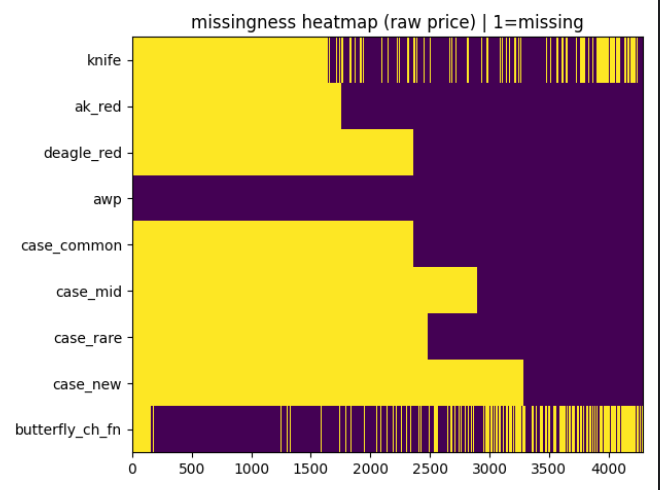 missingness heatmap (raw price) | 1=missing
knife
ak_red
deagle_red
awp
case_common
case_mid
case_rare
case_new
butterfly_ch_fn
0 500 1000 1500 2000 2500 3000 3500 4000